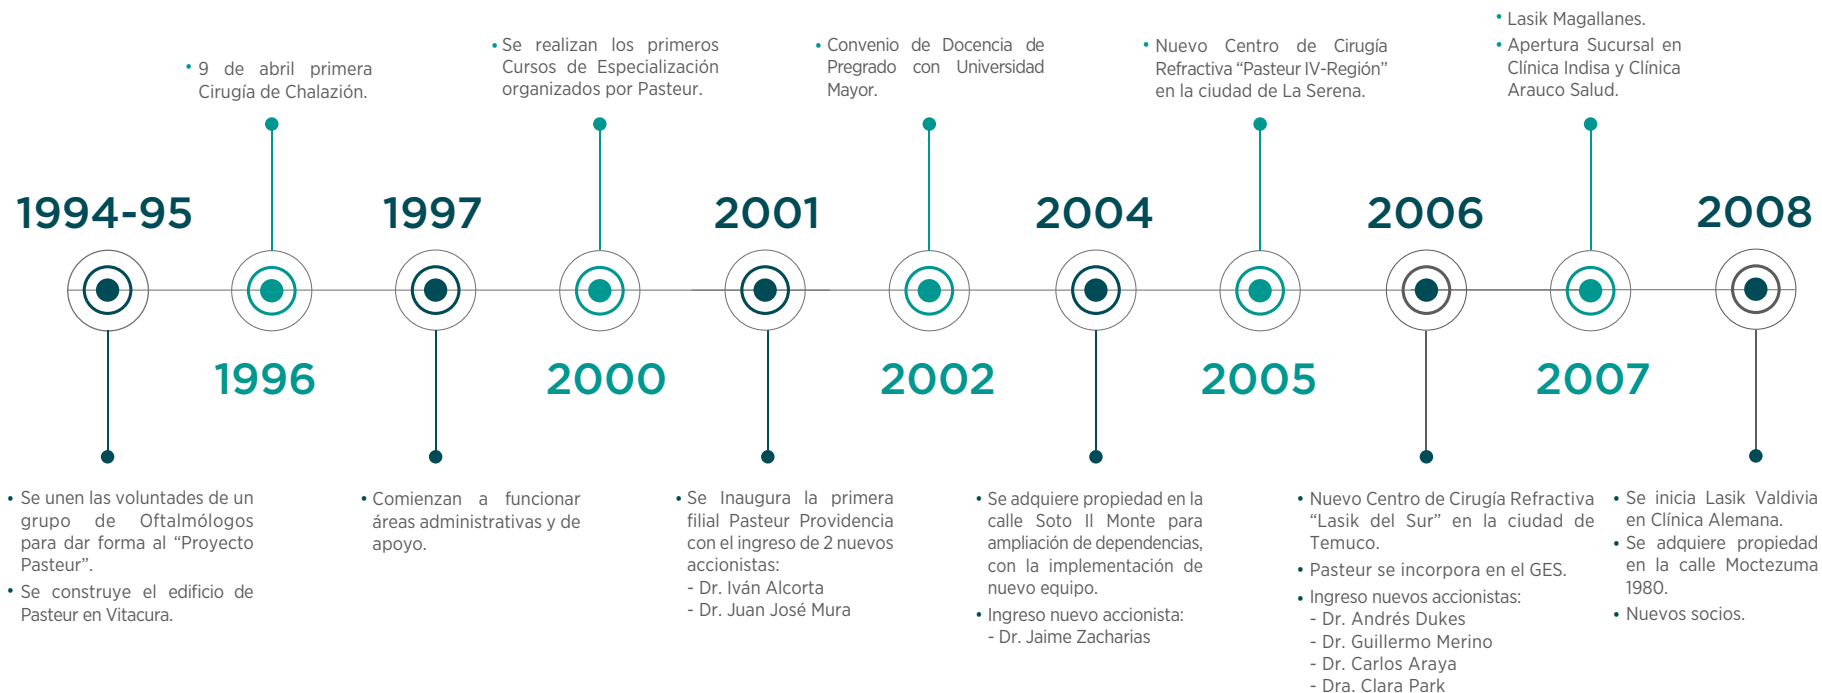 1994-95
• Se unen las voluntades de un
grupo de Oftalmólogos
para dar forma al “Proyecto
Pasteur”.
• Se construye el edificio de
Pasteur en Vitacura.
• 9 de abril primera
Cirugía de Chalazión.
1996
1997
• Comienzan a funcionar
áreas administrativas y de
apoyo.
• Se realizan los primeros
Cursos de Especialización
organizados por Pasteur.
2000
2001
• Se Inaugura la primera
filial Pasteur Providencia
con el ingreso de 2 nuevos
accionistas:
- Dr. Iván Alcorta
- Dr. Juan José Mura
• Convenio de Docencia de
Pregrado con Universidad
Mayor.
2002
2004
• Se adquiere propiedad en la
calle Soto II Monte para
ampliación de dependencias,
con la implementación de
nuevo equipo.
• Ingreso nuevo accionista:
- Dr. Jaime Zacharias
• Nuevo Centro de Cirugía
Refractiva “Pasteur IV-Región”
en la ciudad de La Serena.
2005
2006
• Nuevo Centro de Cirugía Refractiva
“Lasik del Sur” en la ciudad de
Temuco.
• Pasteur se incorpora en el GES.
• Ingreso nuevos accionistas:
- Dr. Andrés Dukes
- Dr. Guillermo Merino
- Dr. Carlos Araya
- Dra. Clara Park
• Lasik Magallanes.
• Apertura Sucursal en
Clínica Indisa y Clínica
Arauco Salud.
2007
2008
• Se inicia Lasik Valdivia
en Clínica Alemana.
• Se adquiere propiedad
en la calle Moctezuma
1980.
• Nuevos socios.